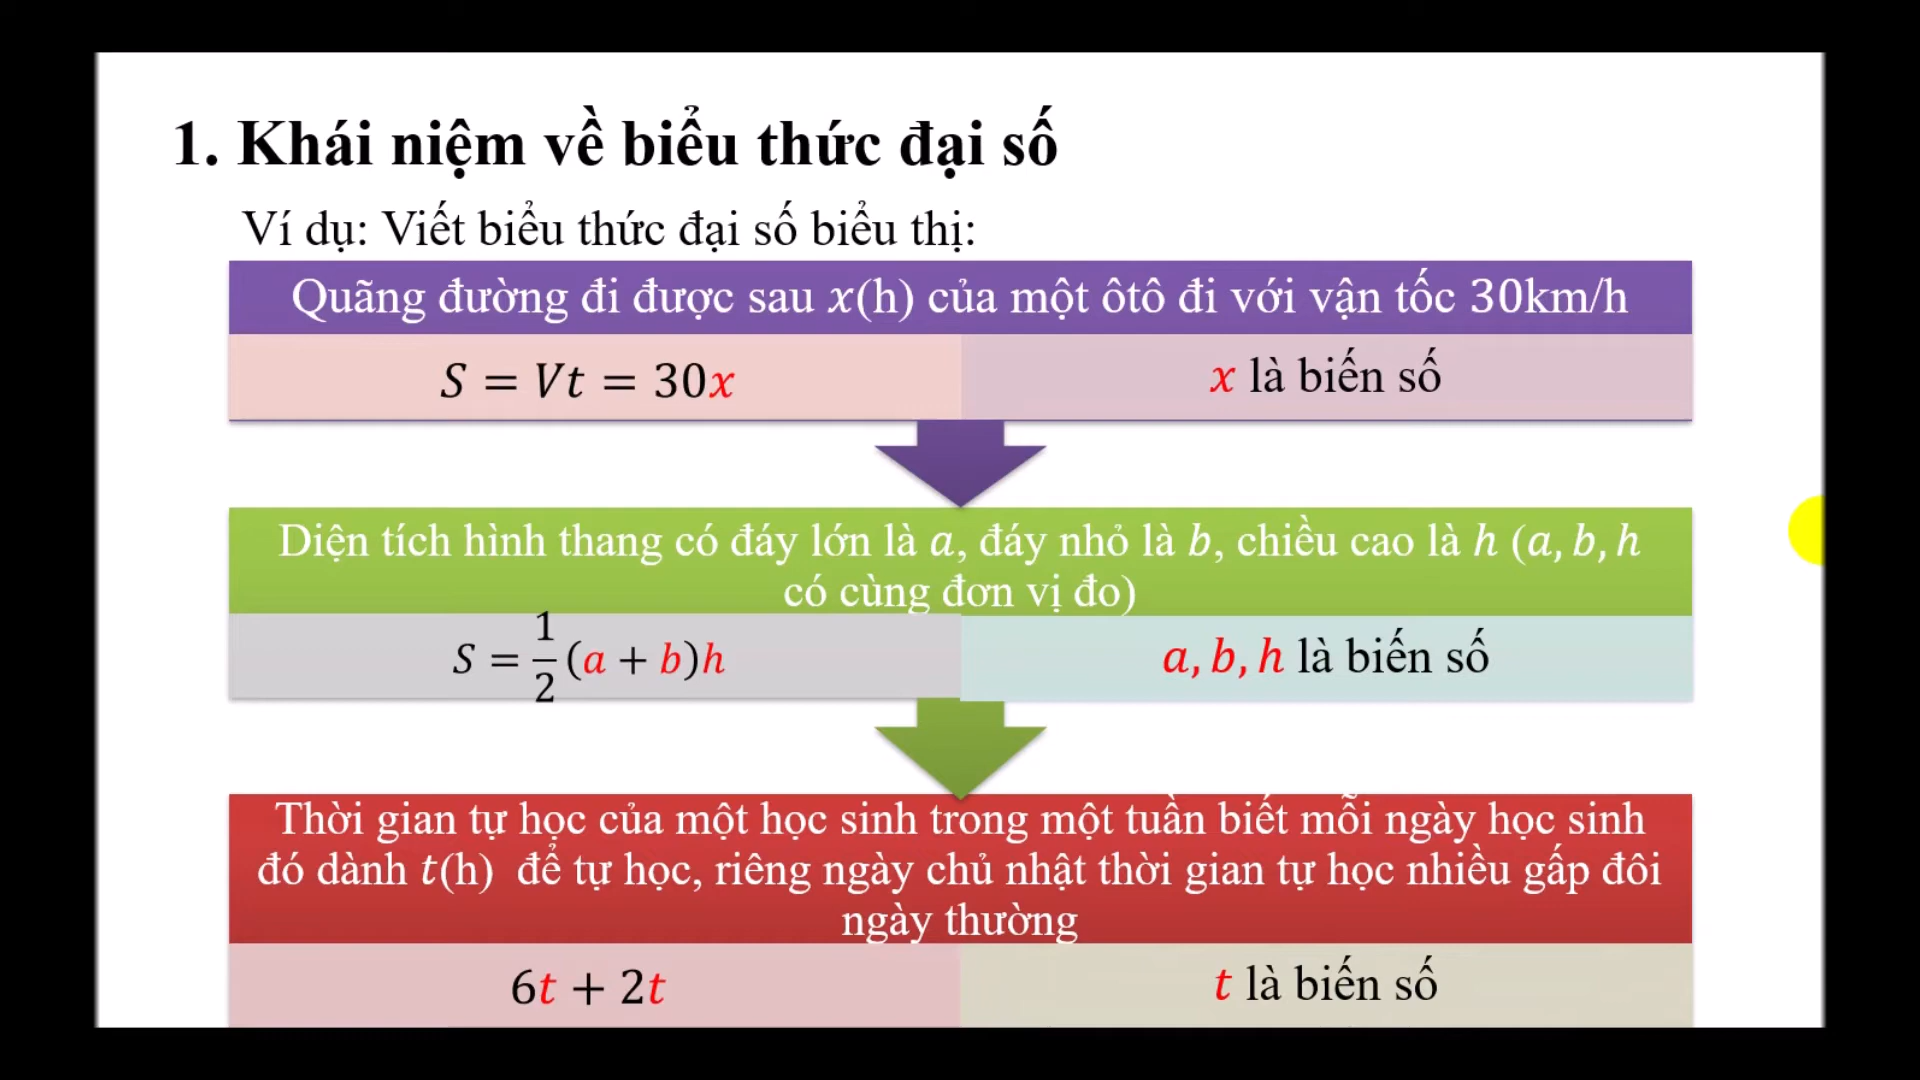 1. Khái niệm về biểu thức đại số
Ví dụ: Viết biểu thức đại số biểu thị:
Quãng đường đi được sau x(h) của một ôtô đi với vận tốc 30km/h
S = Vt = 30x
x là biến số
Diện tích hình thang có đáy lớn là a, đáy nhỏ là b, chiều cao là h (a, b, h
có cùng đơn vị đo)
S = 1/2 (a + b)h
a, b, h là biến số
Thời gian tự học của một học sinh trong một tuần biết mỗi ngày học sinh
đó dành t(h) để tự học, riêng ngày chủ nhật thời gian tự học nhiều gấp đôi
ngày thường
6t + 2t
t là biến số